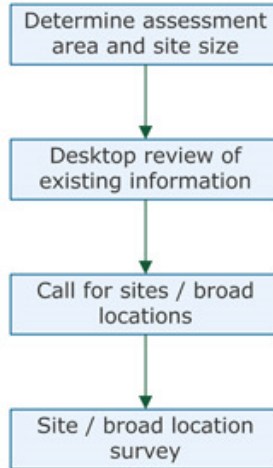 Determine assessment
area and site size
Desktop review of
existing information
Call for sites / broad
locations
Site / broad location
survey